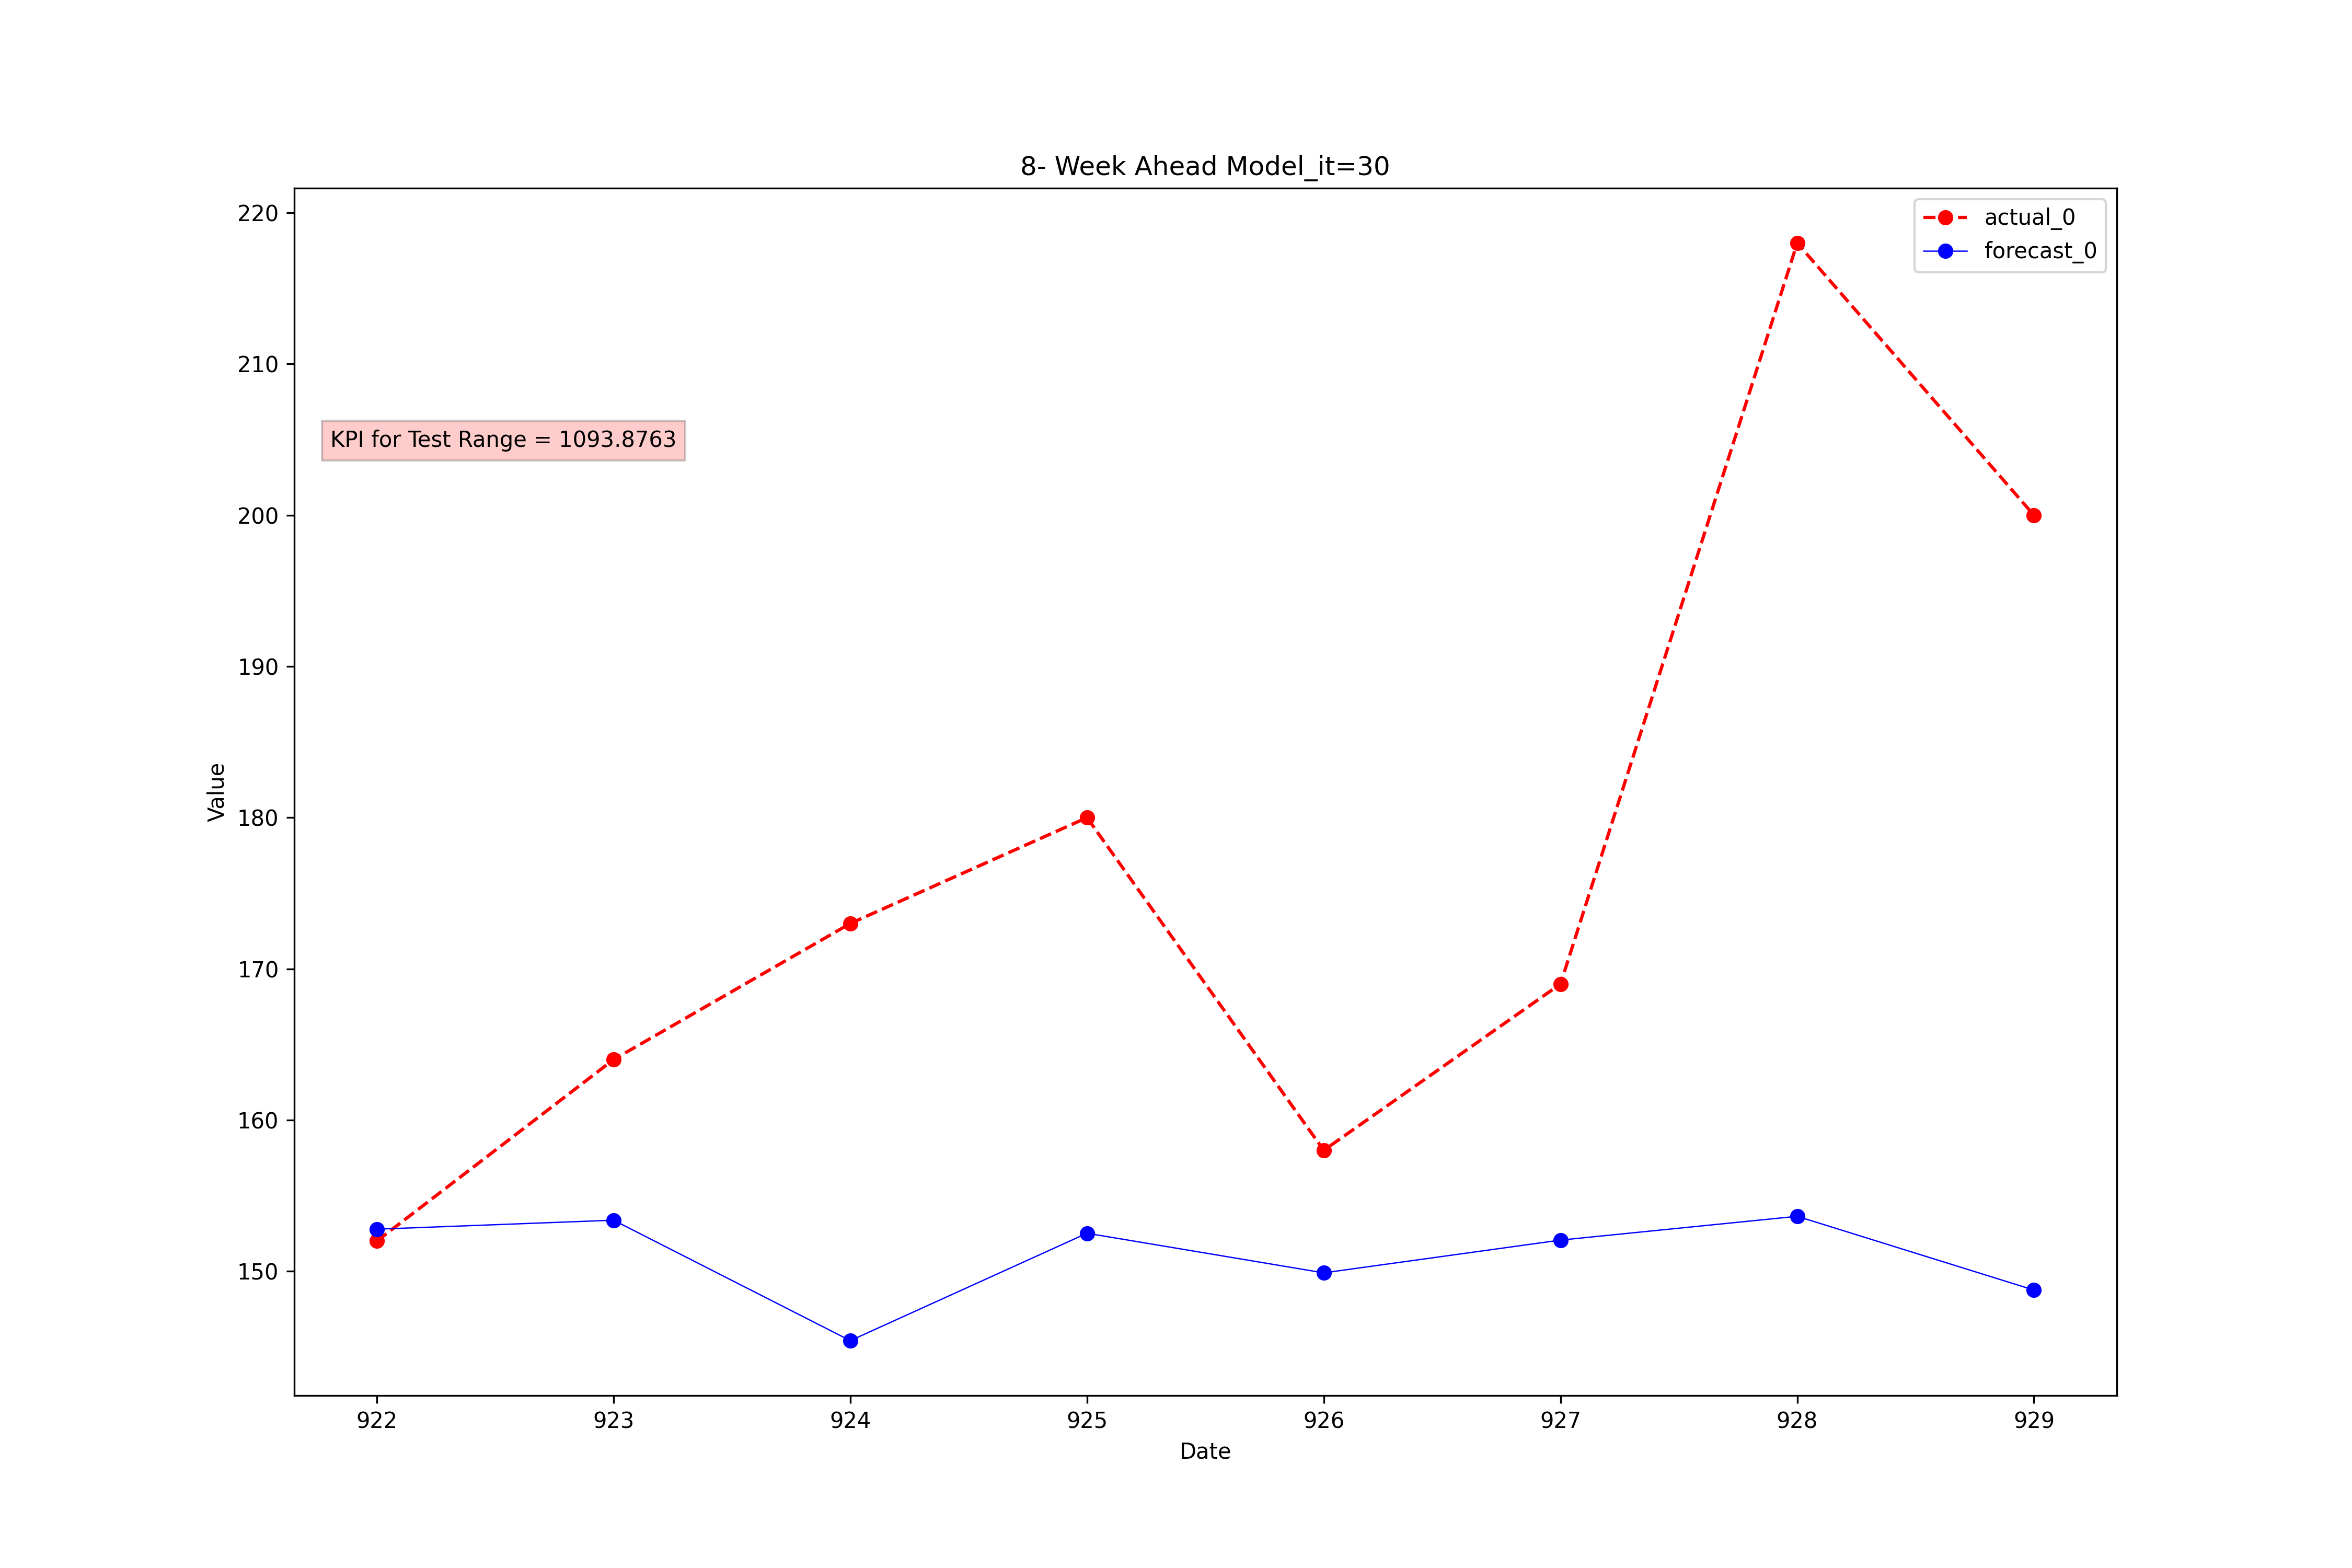 8- Week Ahead Model_it=30
actual_0
forecast_0
KPI for Test Range = 1093.8763
Value
220
210
200
190
180
170
160
150
922 923 924 925 926 927 928 929
Date